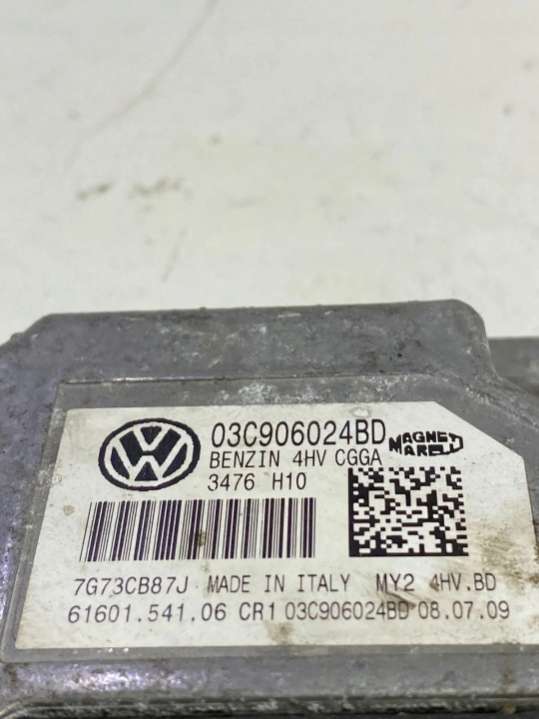 03C906024BD
MAGNETI
MARELLI
BENZIN 4HV CGGA
3476 H10
7G73CB87J MADE IN ITALY MY2 4HV.BD
61601.541.06 CR1 03C906024BD 08.07.09